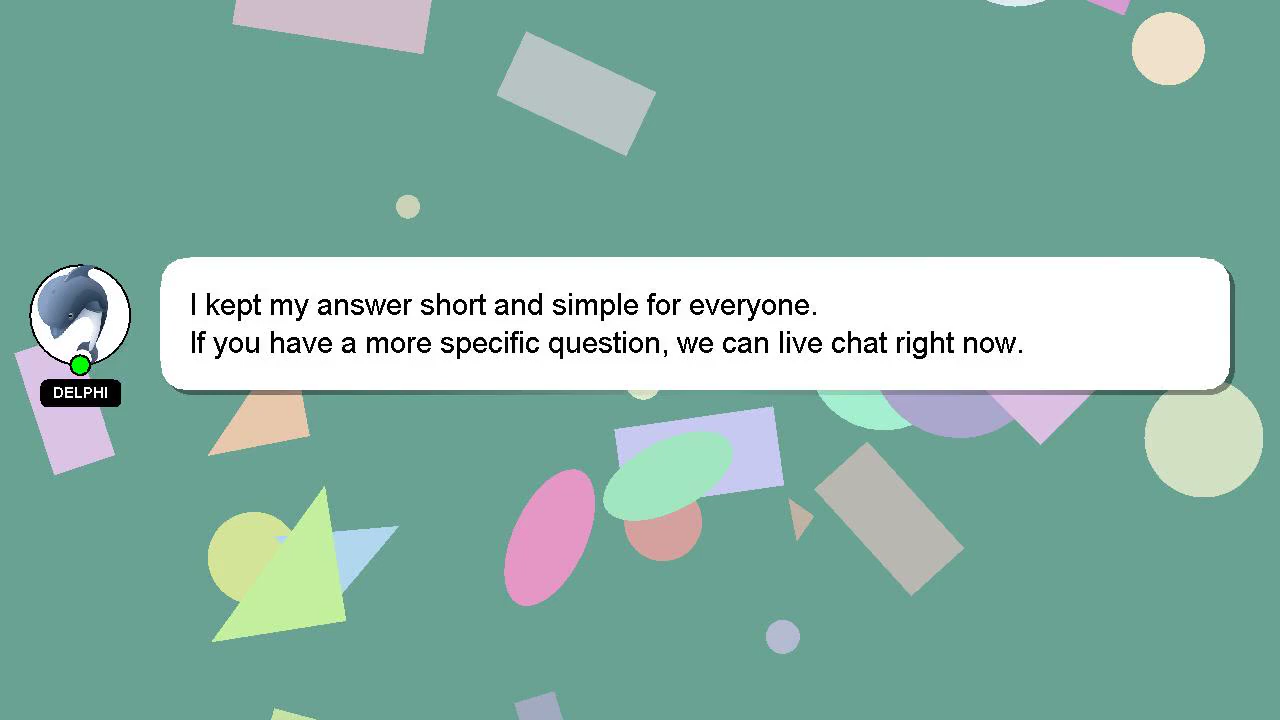 I kept my answer short and simple for everyone.
If you have a more specific question, we can live chat right now.
DELPHI